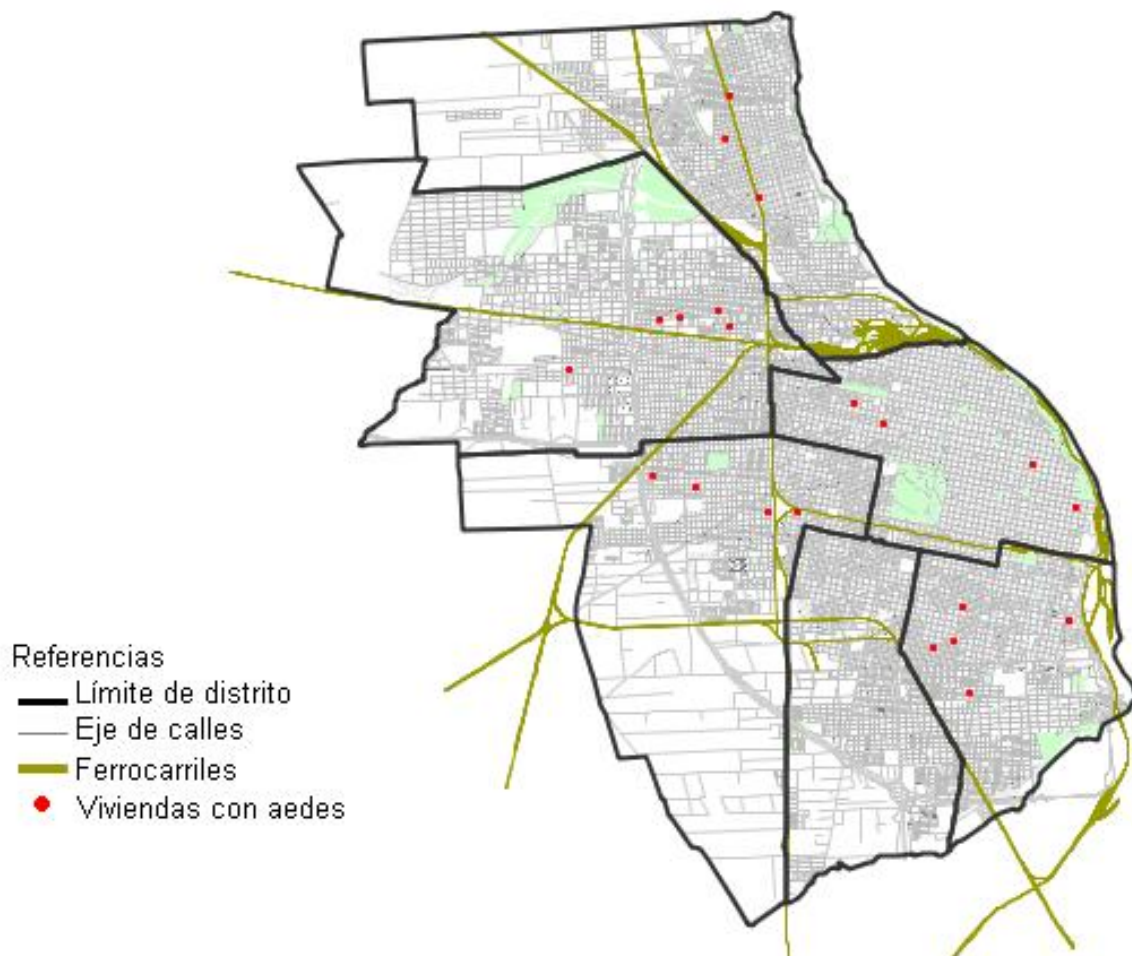 Referencias
Límite de distrito
Eje de calles
Ferrocarriles
Viviendas con aedes